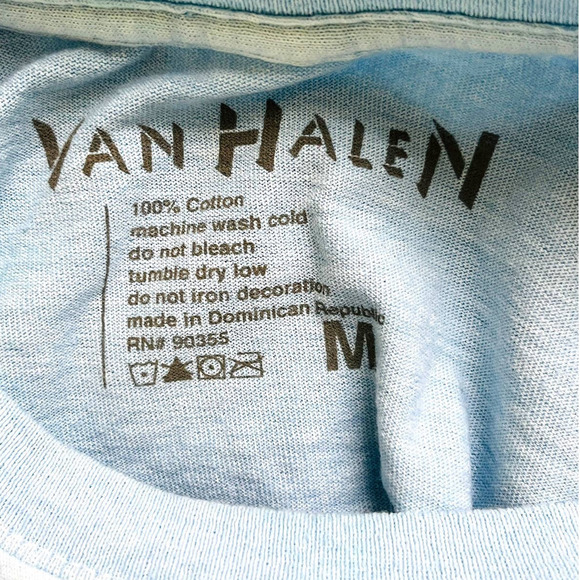 VAN HALEN
100% Cotton
machine wash cold
do not bleach
tumble dry low
do not iron decoration
made in Dominican Republic
RN# 90355
M